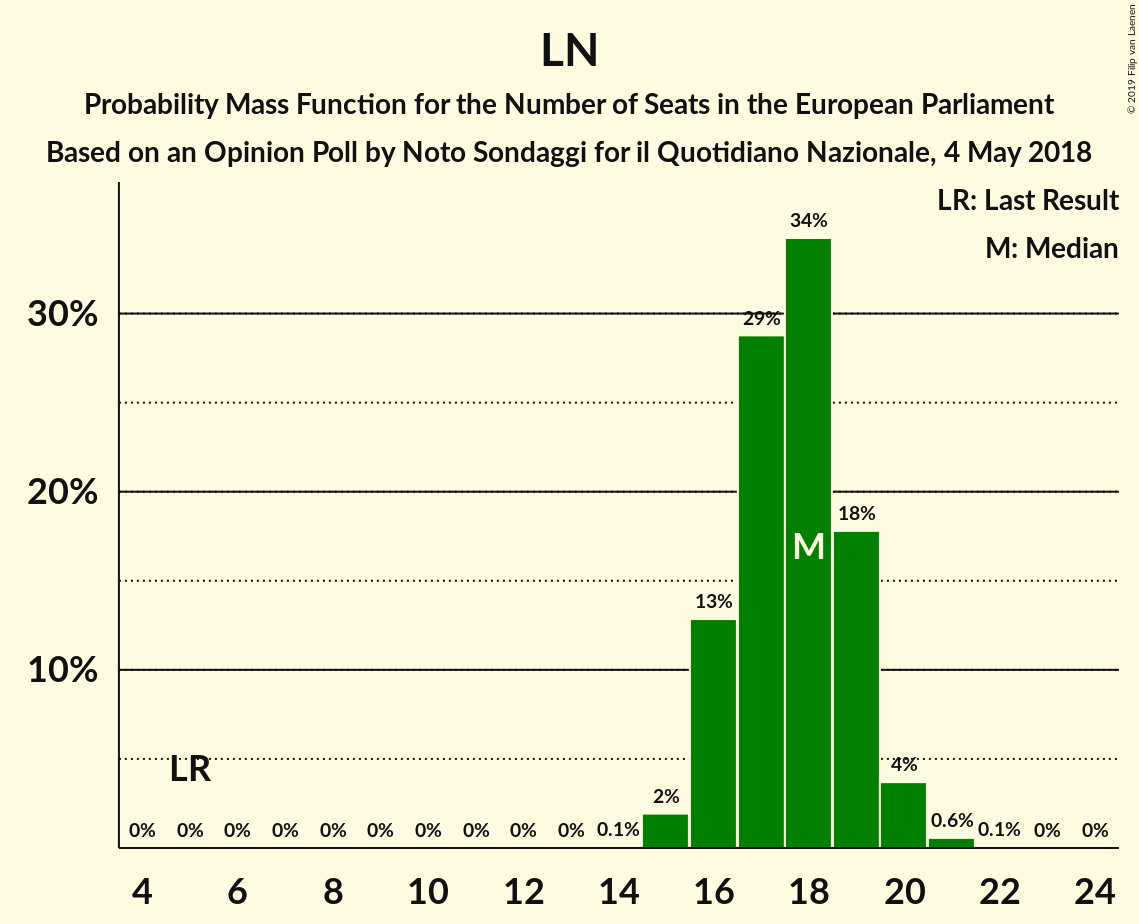 LN
Probability Mass Function for the Number of Seats in the European Parliament
Based on an Opinion Poll by Noto Sondaggi for il Quotidiano Nazionale, 4 May 2018
© 2019 Filip van Laenen
LR: Last Result
M: Median
30%
20%
10%
LR
M
0% 0% 0% 0% 0% 0% 0% 0% 0% 0% 0.1% 2% 13% 29% 34% 18% 4% 0.6% 0.1% 0% 0%
4 6 8 10 12 14 16 18 20 22 24